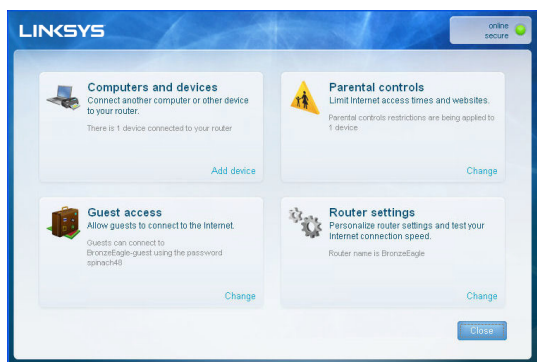 LINKSYS
online
secure
Computers and devices
Connect another computer or other device
to your router.
There is 1 device connected to your router
Add device
Parental controls
Limit Internet access times and websites.
Parental controls restrictions are being applied to
1 device
Change
Guest access
Allow guests to connect to the Internet.
Guests can connect to
BronzeEagle-guest using the password
spinach48
Change
Router settings
Personalize router settings and test your
Internet connection speed.
Router name is BronzeEagle
Change
Close